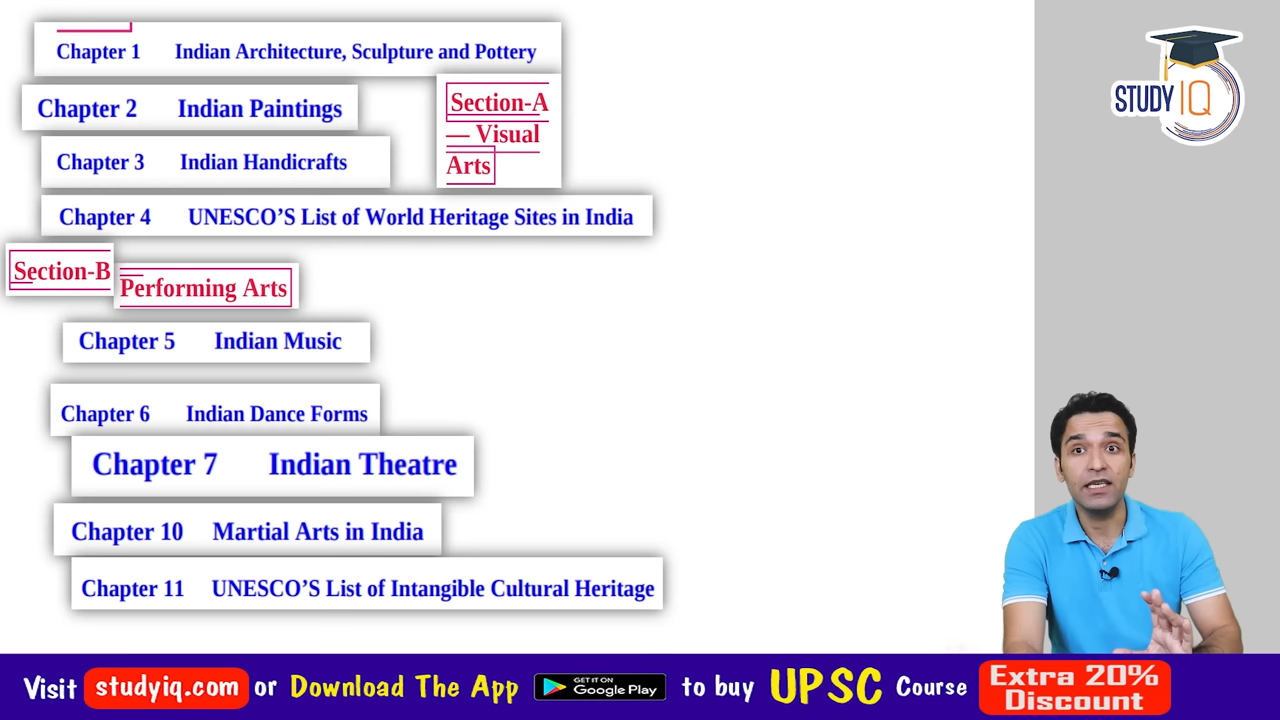 Chapter 1 Indian Architecture, Sculpture and Pottery
Chapter 2 Indian Paintings
Section-A
— Visual
Arts
Chapter 3 Indian Handicrafts
Chapter 4 UNESCO’S List of World Heritage Sites in India
Section-B
Performing Arts
Chapter 5 Indian Music
Chapter 6 Indian Dance Forms
Chapter 7 Indian Theatre
Chapter 10 Martial Arts in India
Chapter 11 UNESCO’S List of Intangible Cultural Heritage
STUDY IQ
Visit studyiq.com or Download The App GET IT ON Google Play to buy UPSC Course Extra 20% Discount